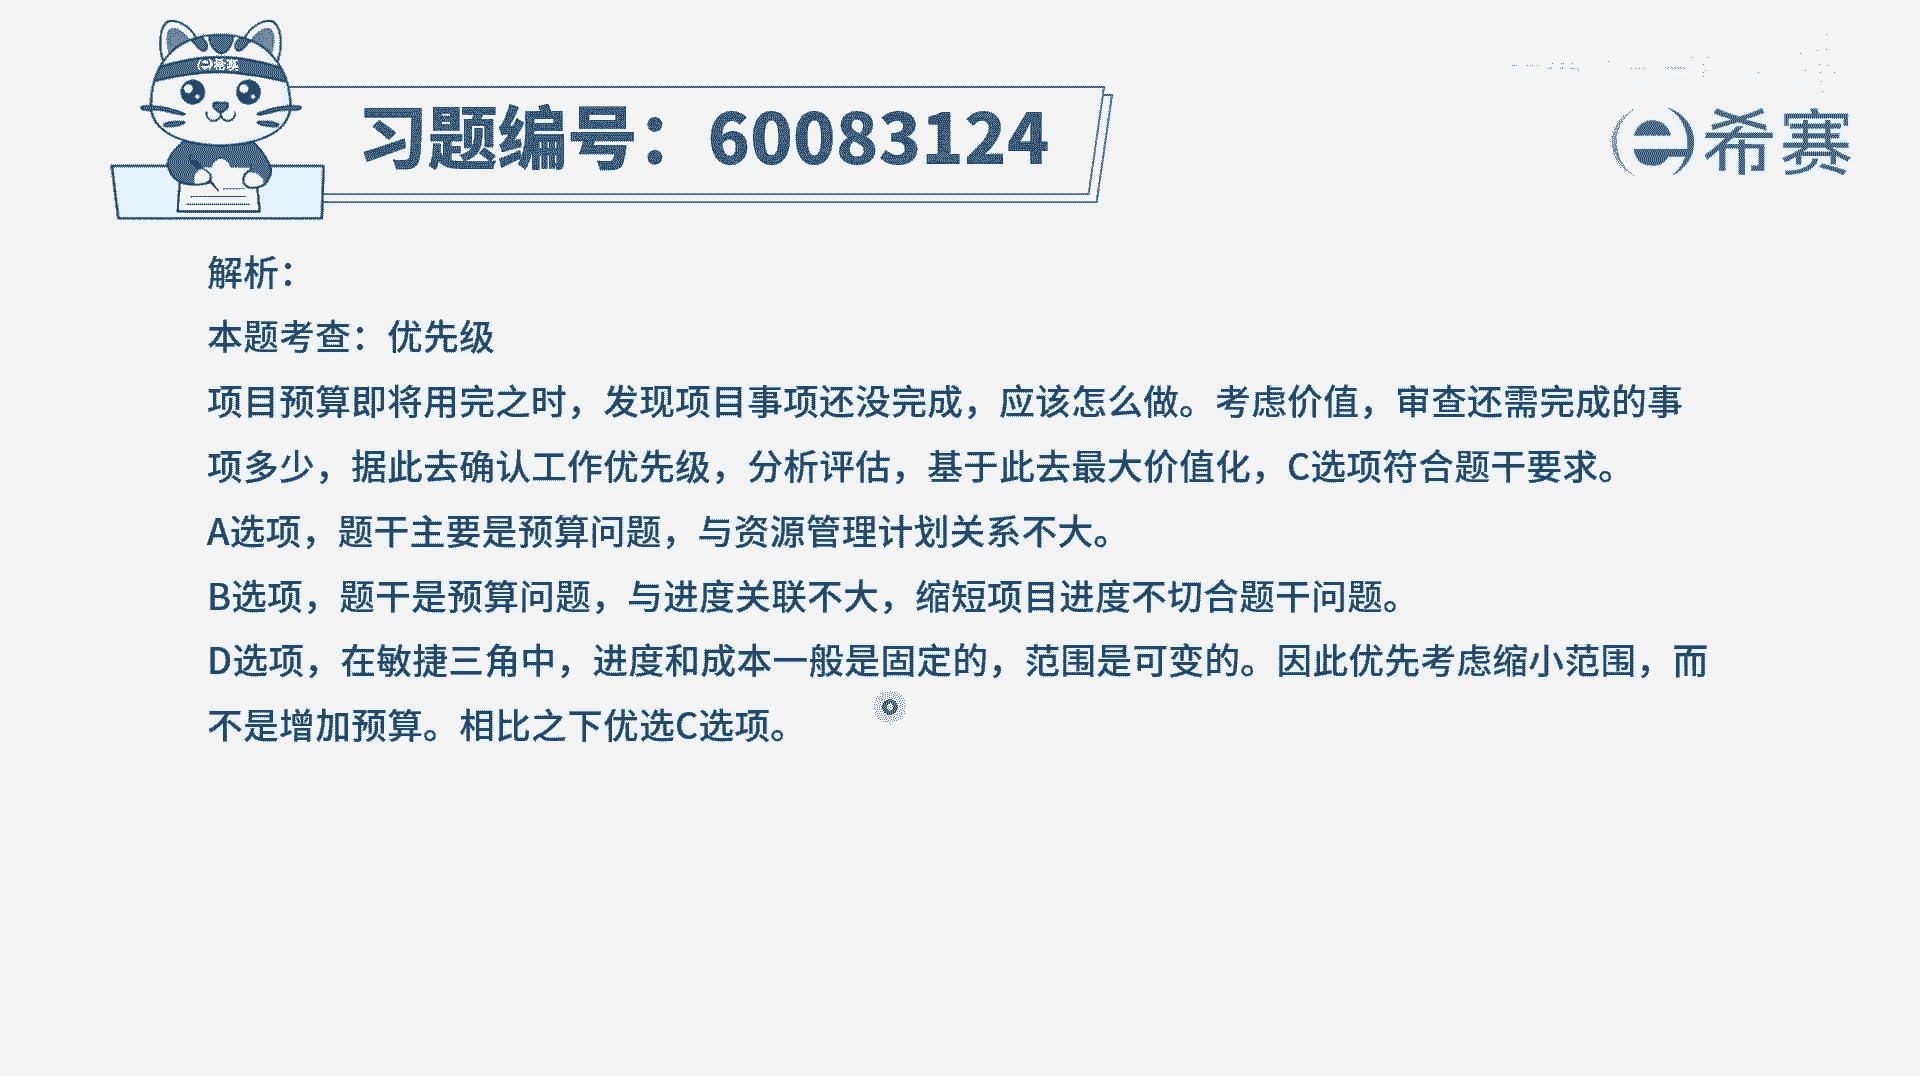 希赛
习题编号：60083124
希赛
解析：
本题考查：优先级
项目预算即将用完之时，发现项目事项还没完成，应该怎么做。考虑价值，审查还需完成的事
项多少，据此去确认工作优先级，分析评估，基于此去最大价值化，C选项符合题干要求。
A选项，题干主要是预算问题，与资源管理计划关系不大。
B选项，题干是预算问题，与进度关联不大，缩短项目进度不切合题干问题。
D选项，在敏捷三角中，进度和成本一般是固定的，范围是可变的。因此优先考虑缩小范围，而
不是增加预算。相比之下优选C选项。